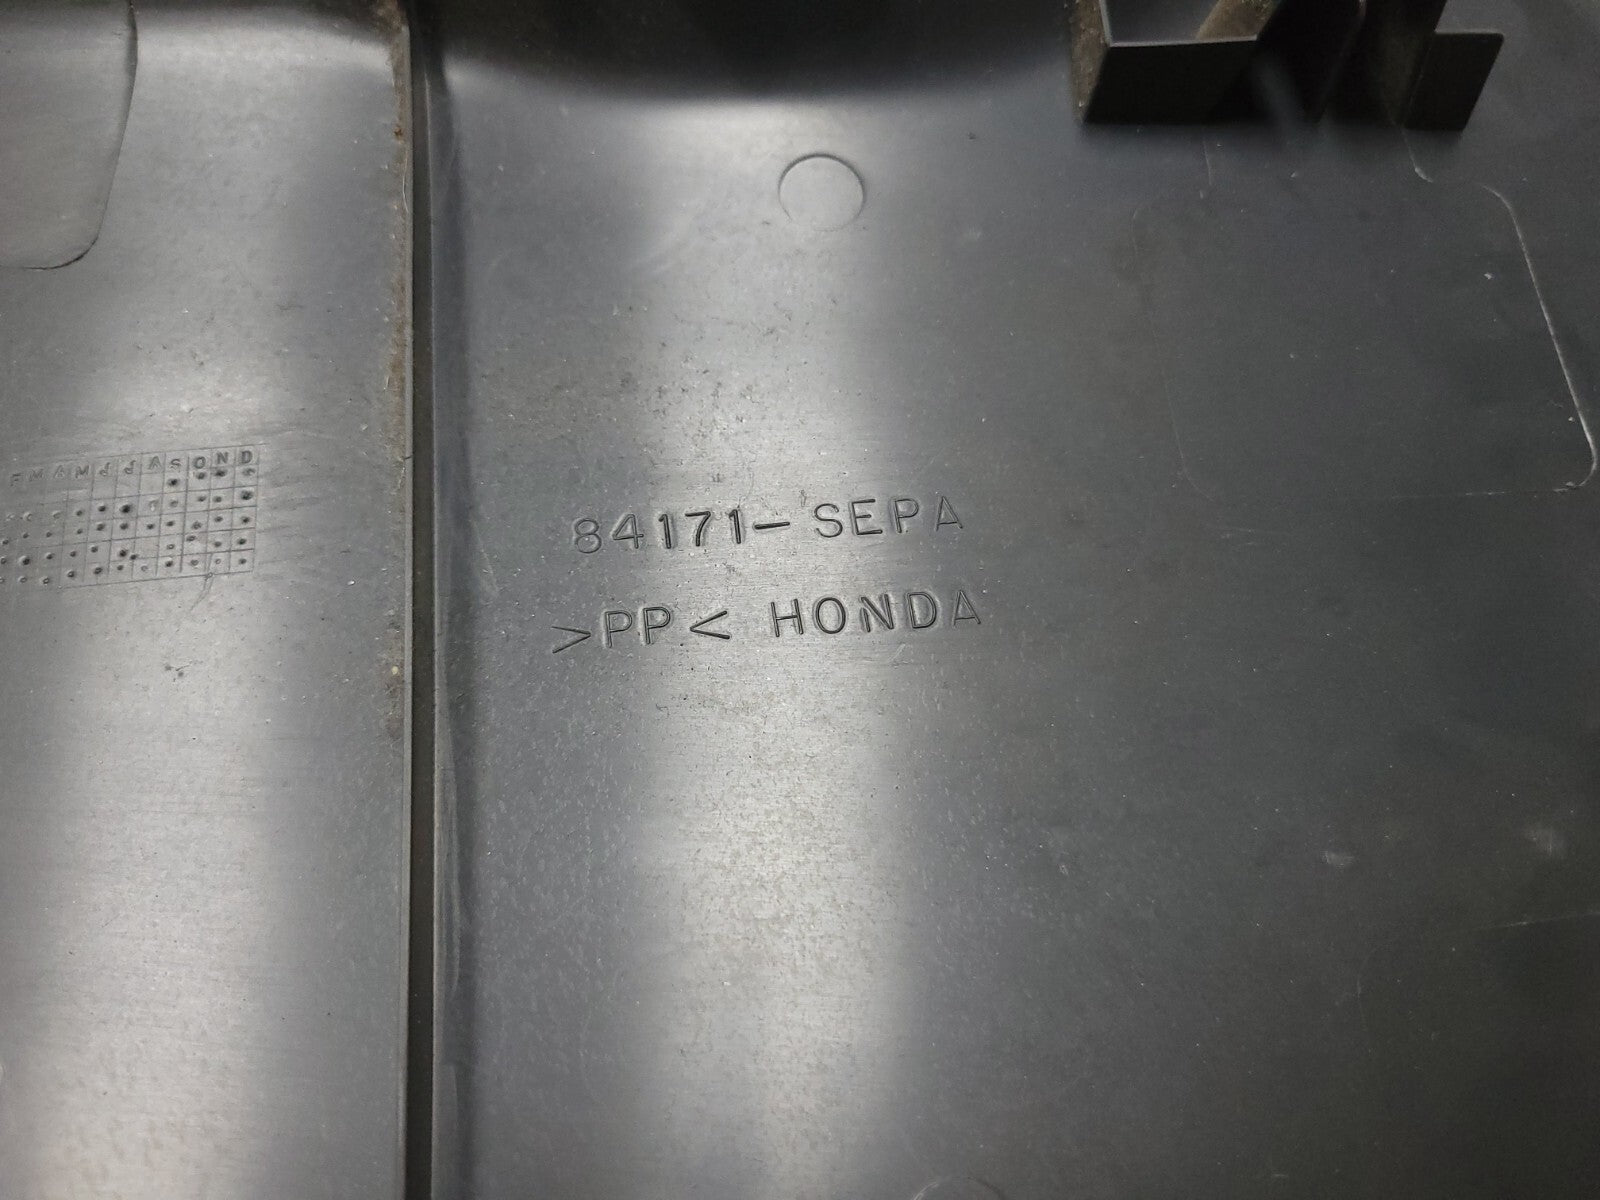 F M A M J J A S O N D
84171-SEPA
>PP< HONDA